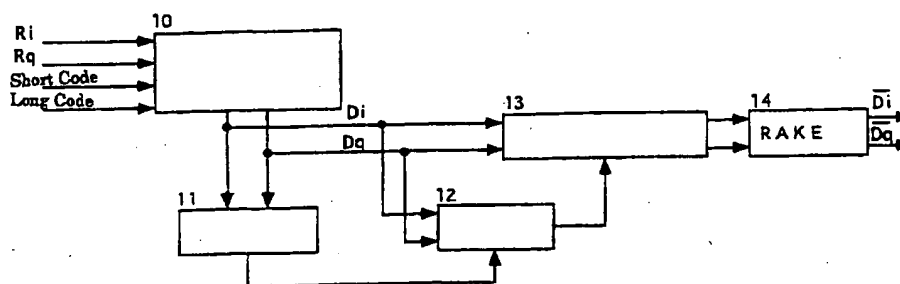 10
Ri
Rq
Short Code
Long Code
Di
Dq
13
14
RAKE
Di
Dq
11
12